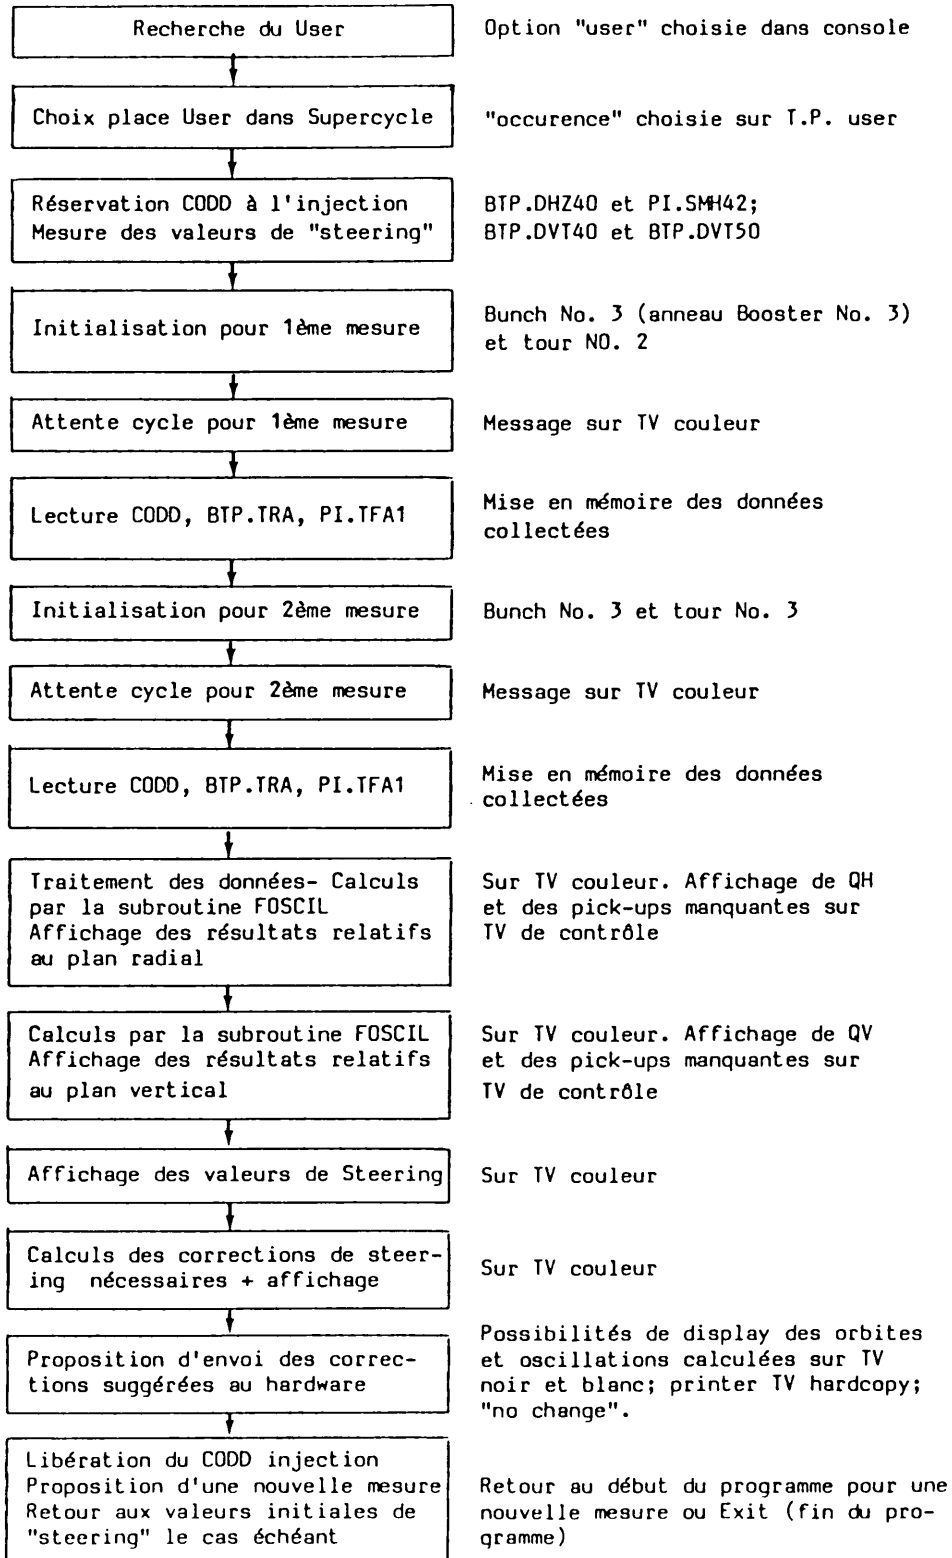 Recherche du User
Option "user" choisie dans console
Choix place User dans Supercycle
"occurence" choisie sur T.P. user
Réservation CODD à l'injection
Mesure des valeurs de "steering"
BTP.DHZ40 et PI.SMH42;
BTP.DVT40 et BTP.DVT50
Initialisation pour 1ème mesure
Bunch No. 3 (anneau Booster No. 3)
et tour NO. 2
Attente cycle pour 1ème mesure
Message sur TV couleur
Lecture CODD, BTP.TRA, PI.TFA1
Mise en mémoire des données
collectées
Initialisation pour 2ème mesure
Bunch No. 3 et tour No. 3
Attente cycle pour 2ème mesure
Message sur TV couleur
Lecture CODD, BTP.TRA, PI.TFA1
Mise en mémoire des données
collectées
Traitement des données- Calculs
par la subroutine FOSCIL
Affichage des résultats relatifs
au plan radial
Sur TV couleur. Affichage de QH
et des pick-ups manquantes sur
TV de contrôle
Calculs par la subroutine FOSCIL
Affichage des résultats relatifs
au plan vertical
Sur TV couleur. Affichage de QV
et des pick-ups manquantes sur
TV de contrôle
Affichage des valeurs de Steering
Sur TV couleur
Calculs des corrections de steer-
ing nécessaires + affichage
Sur TV couleur
Proposition d'envoi des correc-
tions suggérées au hardware
Possibilités de display des orbites
et oscillations calculées sur TV
noir et blanc; printer TV hardcopy;
"no change".
Libération du CODD injection
Proposition d'une nouvelle mesure
Retour aux valeurs initiales de
"steering" le cas échéant
Retour au début du programme pour une
nouvelle mesure ou Exit (fin du pro-
gramme)